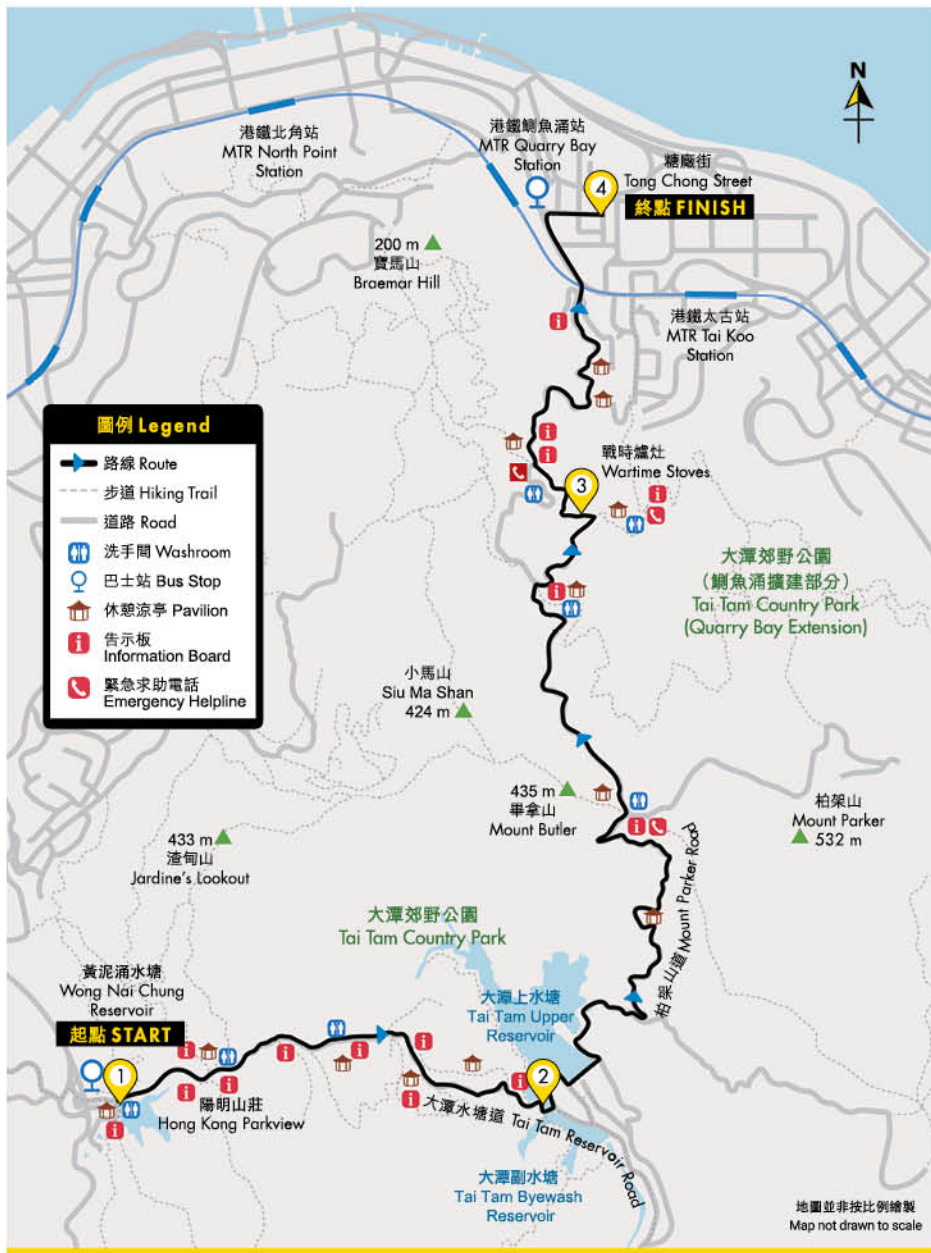 N
港鐵北角站
MTR North Point
Station
港鐵鰂魚涌站
MTR Quarry Bay
Station
糖廠街
Tong Chong Street
終點 FINISH
4
200 m
寶馬山
Braemar Hill
港鐵太古站
MTR Tai Koo
Station
圖例 Legend
路線 Route
步道 Hiking Trail
道路 Road
洗手間 Washroom
巴士站 Bus Stop
休憩涼亭 Pavilion
告示板
Information Board
緊急求助電話
Emergency Helpline
戰時爐灶
Wartime Stoves
3
大潭郊野公園
(鰂魚涌擴建部分)
Tai Tam Country Park
(Quarry Bay Extension)
小馬山
Siu Ma Shan
424 m
435 m
畢拿山
Mount Butler
柏架山
Mount Parker
532 m
433 m
渣甸山
Jardine's Lookout
柏架山道 Mount Parker Road
大潭郊野公園
Tai Tam Country Park
黃泥涌水塘
Wong Nai Chung
Reservoir
起點 START
1
大潭上水塘
Tai Tam Upper
Reservoir
2
陽明山莊
Hong Kong Parkview
大潭水塘道 Tai Tam Reservoir Road
大潭副水塘
Tai Tam Byewash
Reservoir
地圖並非按比例繪製
Map not drawn to scale